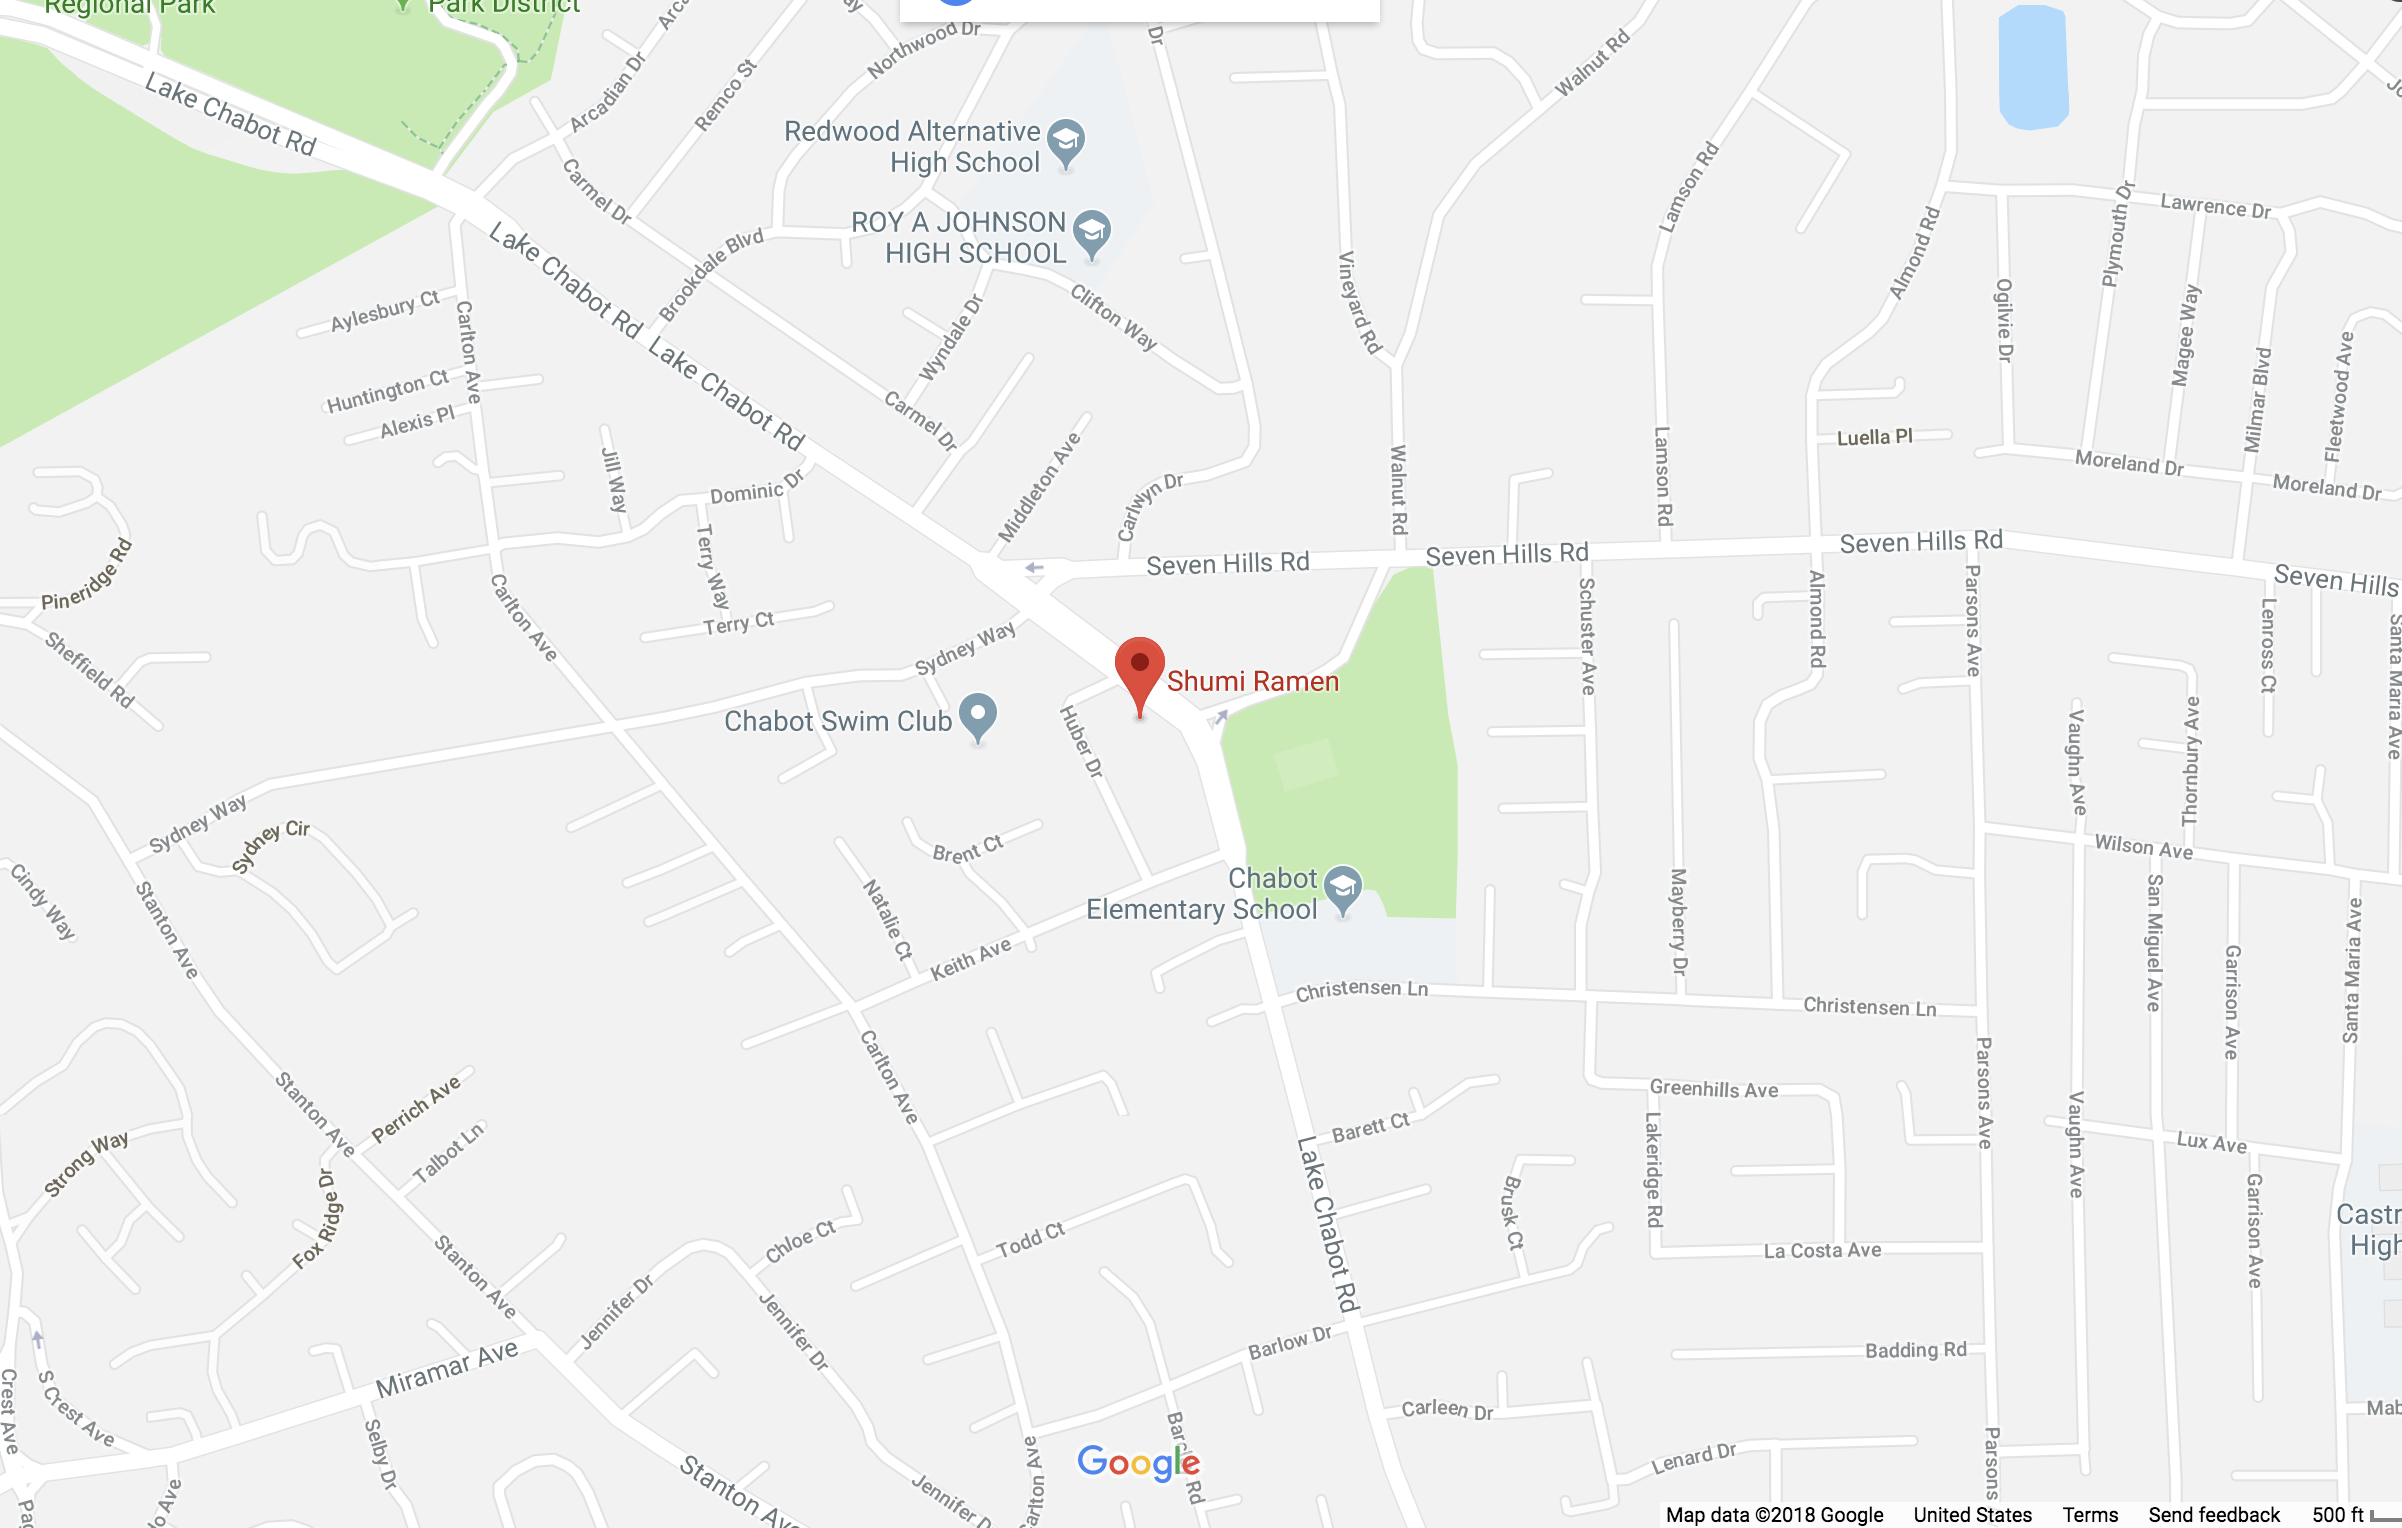 Regional Park
Park District
Lake Chabot Rd
Arcadian Dr
Arca
Remco St
Northwood Dr
Dr
Walnut Rd
Redwood Alternative
High School
ROY A JOHNSON
HIGH SCHOOL
Carmel Dr
Lake Chabot Rd
Brookdale Blvd
Lamson Rd
Almond Rd
Plymouth Dr
Lawrence Dr
Aylesbury Ct
Carlton Ave
Huntington Ct
Alexis Pl
Lake Chabot Rd
Wyndale Dr
Clifton Way
Vineyard Rd
Ogilvie Dr
Magee Way
Milmar Blvd
Fleetwood Ave
Carmel Dr
Luella Pl
Moreland Dr
Moreland Dr
Jill Way
Dominic Dr
Middleton Ave
Carlwyn Dr
Walnut Rd
Lamson Rd
Terry Way
Terry Ct
Seven Hills Rd
Seven Hills Rd
Seven Hills Rd
Seven Hills
Pineridge Rd
Sheffield Rd
Carlton Ave
Sydney Way
Schuster Ave
Almond Rd
Parsons Ave
Lenross Ct
Santa Maria Ave
Shumi Ramen
Chabot Swim Club
Huber Dr
Vaughn Ave
Thornbury Ave
Sydney Way
Sydney Cir
Brent Ct
Natalie Ct
Keith Ave
Chabot
Elementary School
Mayberry Dr
Wilson Ave
San Miguel Ave
Garrison Ave
Santa Maria Ave
Cindy Way
Stanton Ave
Christensen Ln
Christensen Ln
Carlton Ave
Stanton Ave
Perrich Ave
Talbot Ln
Strong Way
Fox Ridge Dr
Barett Ct
Greenhills Ave
Lakeridge Rd
Parsons Ave
Vaughn Ave
Lux Ave
Garrison Ave
Castr
High
Lake Chabot Rd
Brusk Ct
La Costa Ave
Todd Ct
Chloe Ct
Jennifer Dr
Jennifer Dr
Stanton Ave
Miramar Ave
Barlow Dr
Badding Rd
Carleen Dr
Mab
S Crest Ave
Crest Ave
Selby Dr
Stanton Ave
Jennifer D
Carlton Ave
Lenard Dr
Parsons
Google
Map data ©2018 Google United States Terms Send feedback 500 ft